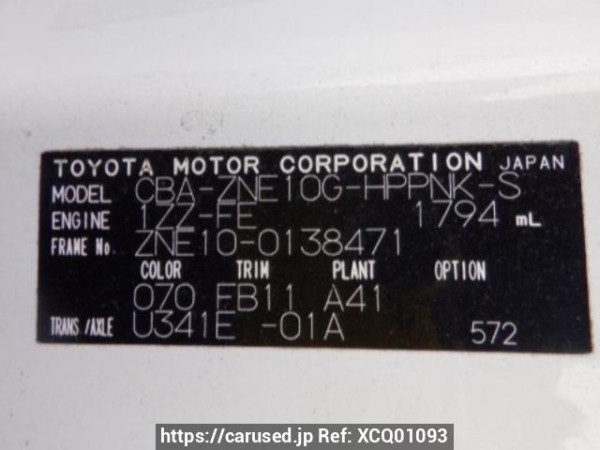 TOYOTA MOTOR CORPORATION JAPAN
MODEL CBA-ZNE10G-HPPNK-S
ENGINE 1ZZ-FE 1794 mL
FRAME No. ZNE10-0138471
COLOR TRIM PLANT OPTION
070 FB11 A41
TRANS/AXLE U341E -01A 572
https://carused.jp Ref: XCQ01093